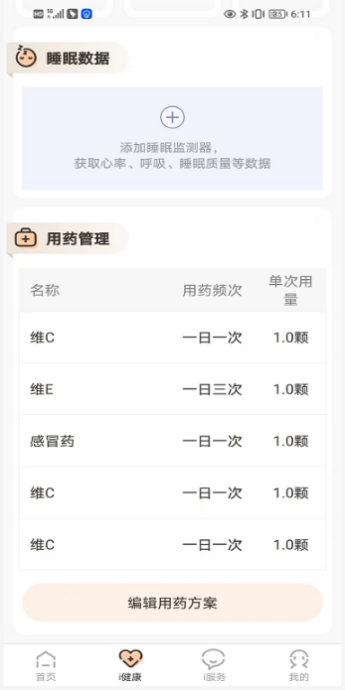 HD 5G 85 6:11
睡眠数据
添加睡眠监测器，
获取心率、呼吸、睡眠质量等数据
用药管理
名称 用药频次 单次用量
维C 一日一次 1.0颗
维E 一日三次 1.0颗
感冒药 一日一次 1.0颗
维C 一日一次 1.0颗
维C 一日一次 1.0颗
编辑用药方案
首页 i健康 i服务 我的